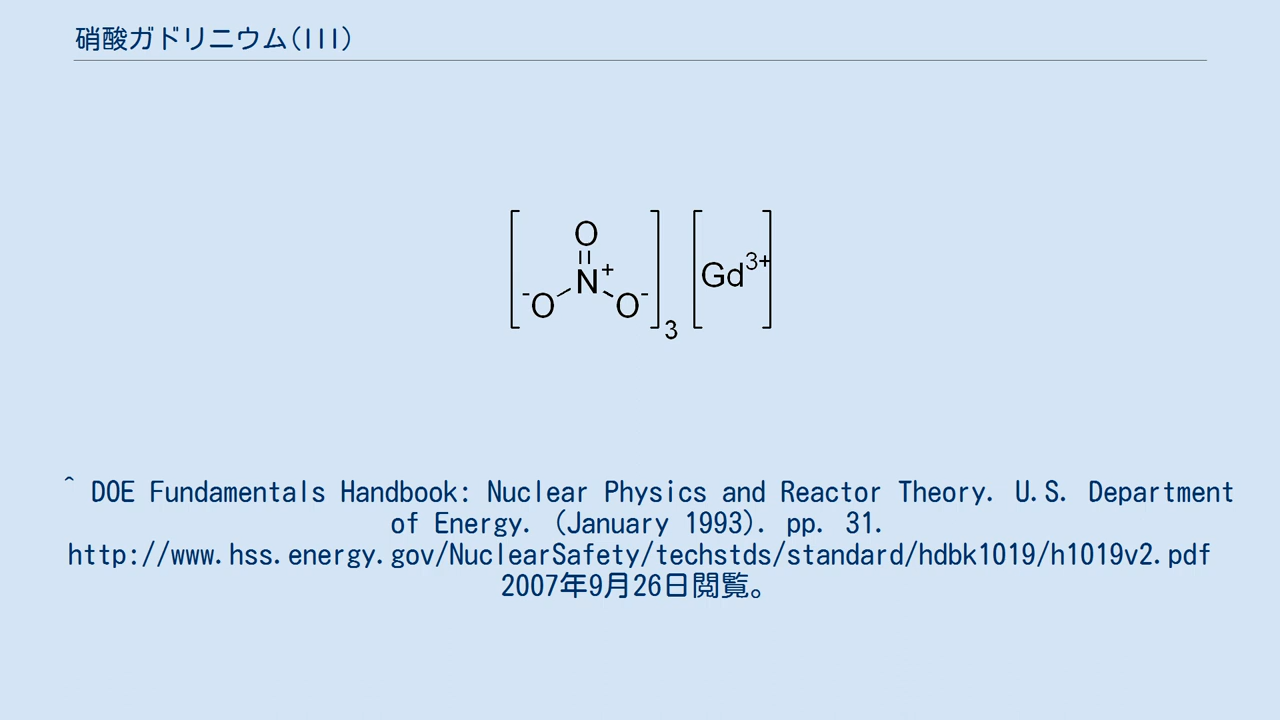 硝酸ガドリニウム(III)
O
N+
-O O-
3
Gd3+
^ DOE Fundamentals Handbook: Nuclear Physics and Reactor Theory. U.S. Department
of Energy. (January 1993). pp. 31.
http://www.hss.energy.gov/NuclearSafety/techstds/standard/hdbk1019/h1019v2.pdf
2007年9月26日閲覧。